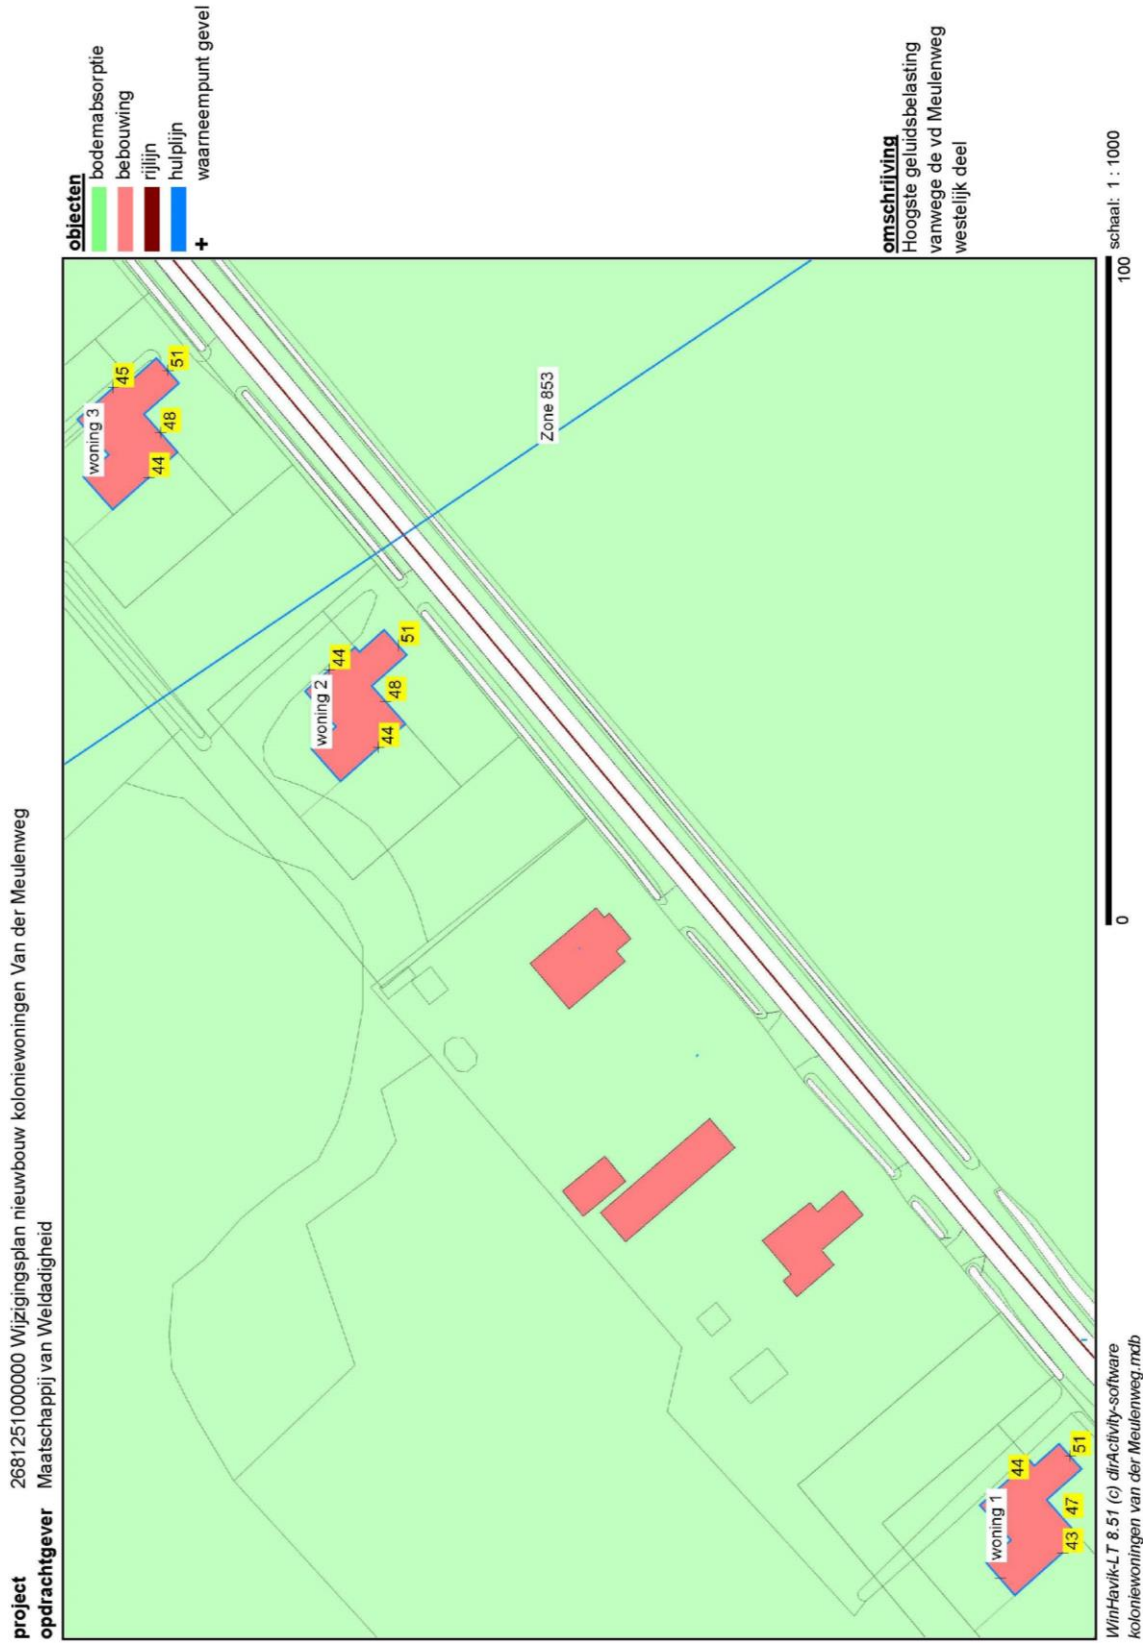 project 2681251000000 Wijzigingsplan nieuwbouw koloniewoningen Van der Meulenweg
opdrachtgever Maatschappij van Weldadigheid
objecten
bodemabsorptie
bebouwing
rijlijn
hulplijn
+ waarneempunt gevel
woning 3
45
51
48
44
Zone 853
woning 2
44
51
48
44
woning 1
44
51
47
43
omschrijving
Hoogste geluidsbelasting
vanwege de vd Meulenweg
westelijk deel
0 100
schaal: 1 : 1000
WinHavik-LT 8.51 (c) dirActivity-software
koloniewoningen van der Meulenweg.mdb